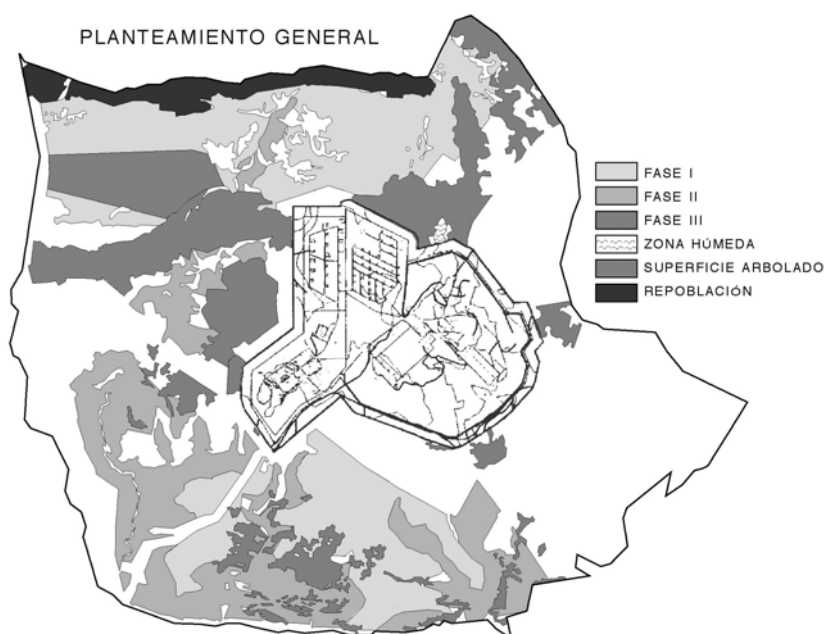 PLANTEAMIENTO GENERAL
FASE I
FASE II
FASE III
ZONA HÚMEDA
SUPERFICIE ARBOLADO
REPOBLACIÓN